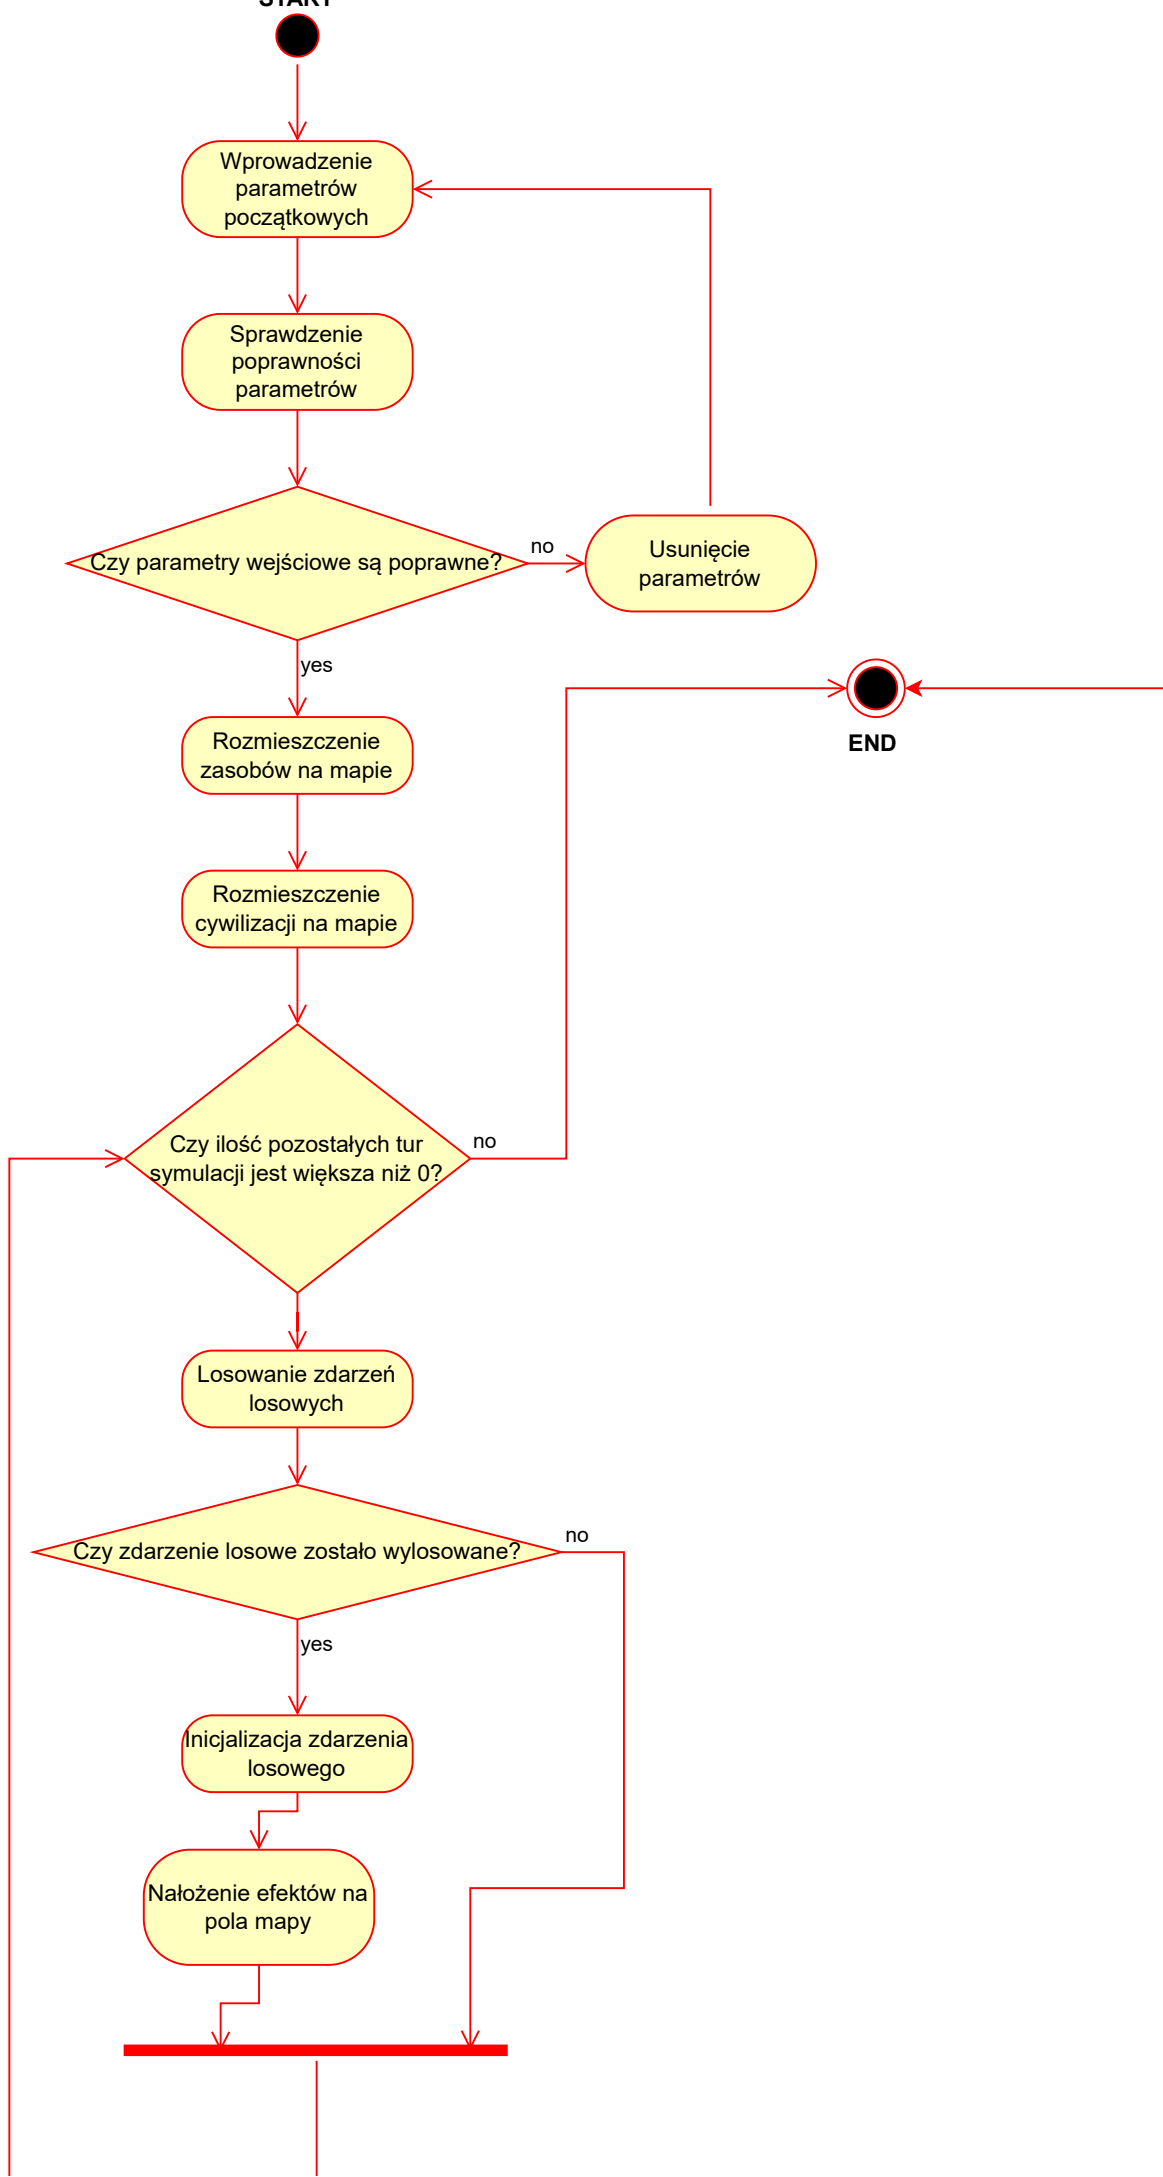 START
Wprowadzenie
parametrów
początkowych
Sprawdzenie
poprawności
parametrów
Czy parametry wejściowe są poprawne?
no
Usunięcie
parametrów
yes
Rozmieszczenie
zasobów na mapie
END
Rozmieszczenie
cywilizacji na mapie
Czy ilość pozostałych tur
symulacji jest większa niż 0?
no
Losowanie zdarzeń
losowych
Czy zdarzenie losowe zostało wylosowane?
no
yes
Inicjalizacja zdarzenia
losowego
Nałożenie efektów na
pola mapy